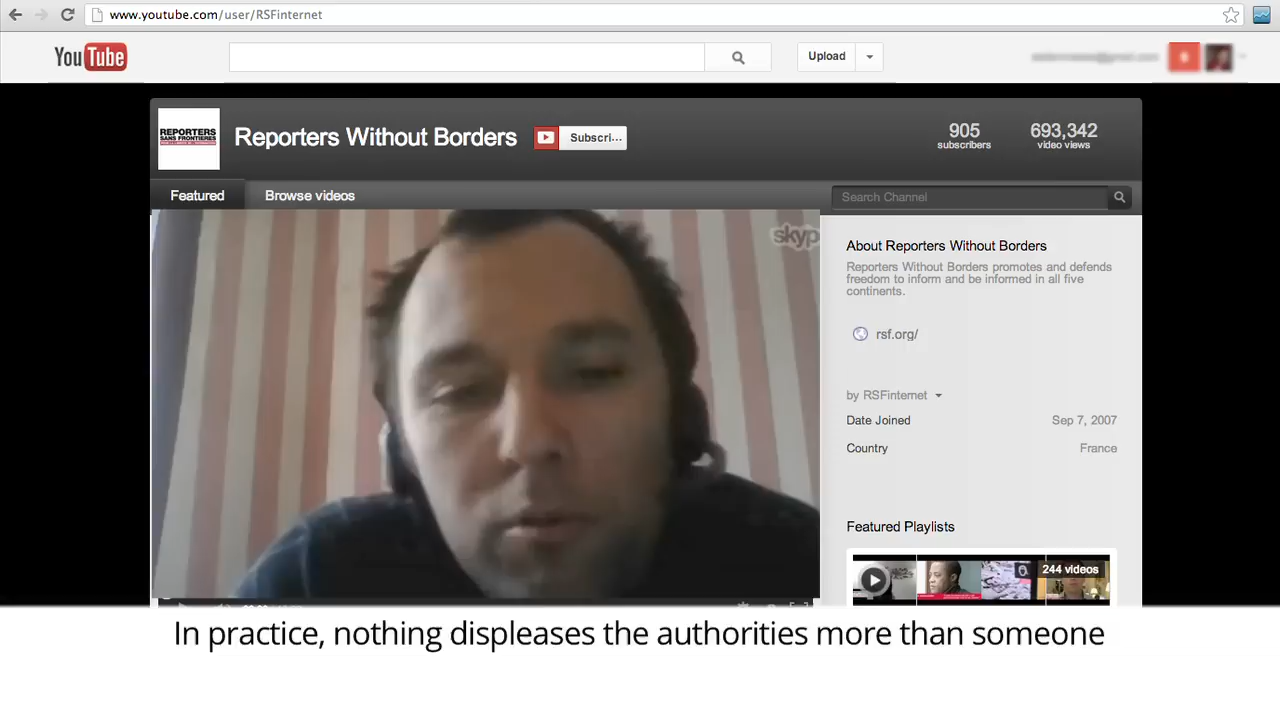 www.youtube.com/user/RSFinternet
YouTube
Upload
REPORTERS
SANS FRONTIERES
Reporters Without Borders
Subscri...
905
subscribers
693,342
video views
Featured
Browse videos
Search Channel
skyp
About Reporters Without Borders
Reporters Without Borders promotes and defends
freedom to inform and be informed in all five
continents.
rsf.org/
by RSFinternet
Date Joined
Sep 7, 2007
Country
France
Featured Playlists
244 videos
In practice, nothing displeases the authorities more than someone